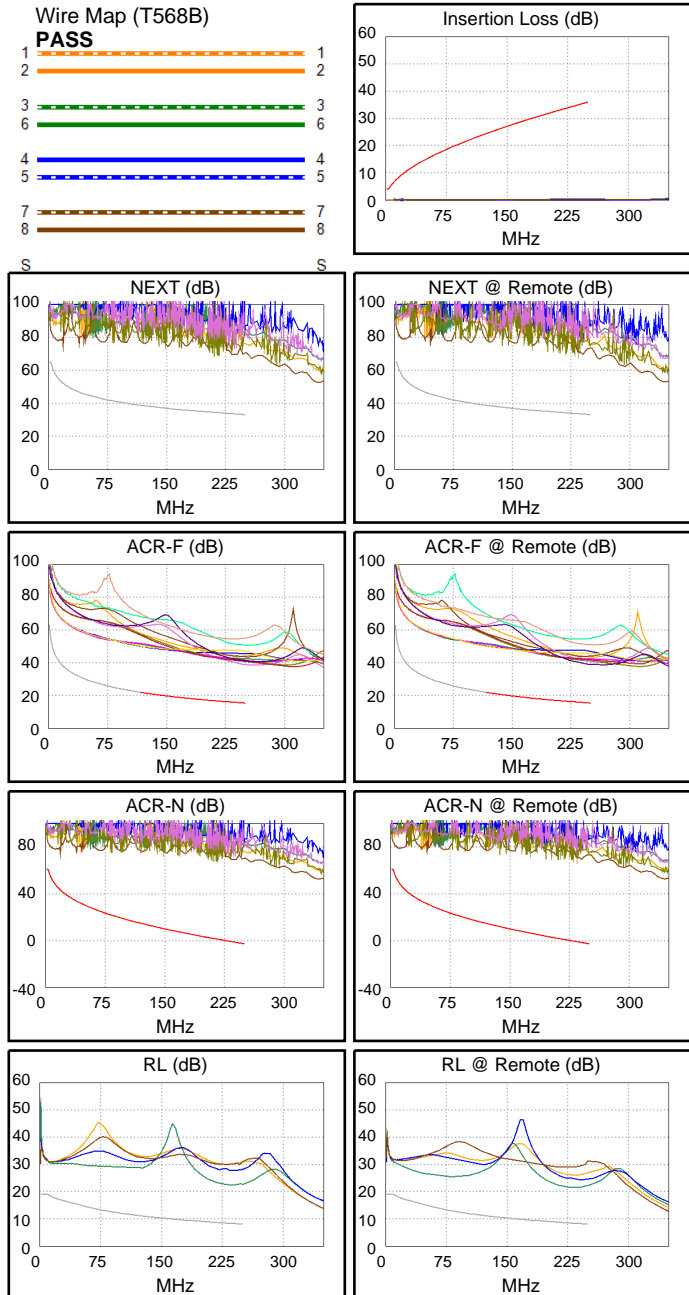 Wire Map (T568B)
PASS
1 1
2 2
3 3
6 6
4 4
5 5
7 7
8 8
S S
Insertion Loss (dB)
60
50
40
30
20
10
0
0 75 150 225 300
MHz
NEXT (dB)
100
80
60
40
20
0
0 75 150 225 300
MHz
NEXT @ Remote (dB)
100
80
60
40
20
0
0 75 150 225 300
MHz
ACR-F (dB)
100
80
60
40
20
0
0 75 150 225 300
MHz
ACR-F @ Remote (dB)
100
80
60
40
20
0
0 75 150 225 300
MHz
ACR-N (dB)
80
40
0
-40
0 75 150 225 300
MHz
ACR-N @ Remote (dB)
80
40
0
-40
0 75 150 225 300
MHz
RL (dB)
60
50
40
30
20
10
0
0 75 150 225 300
MHz
RL @ Remote (dB)
60
50
40
30
20
10
0
0 75 150 225 300
MHz